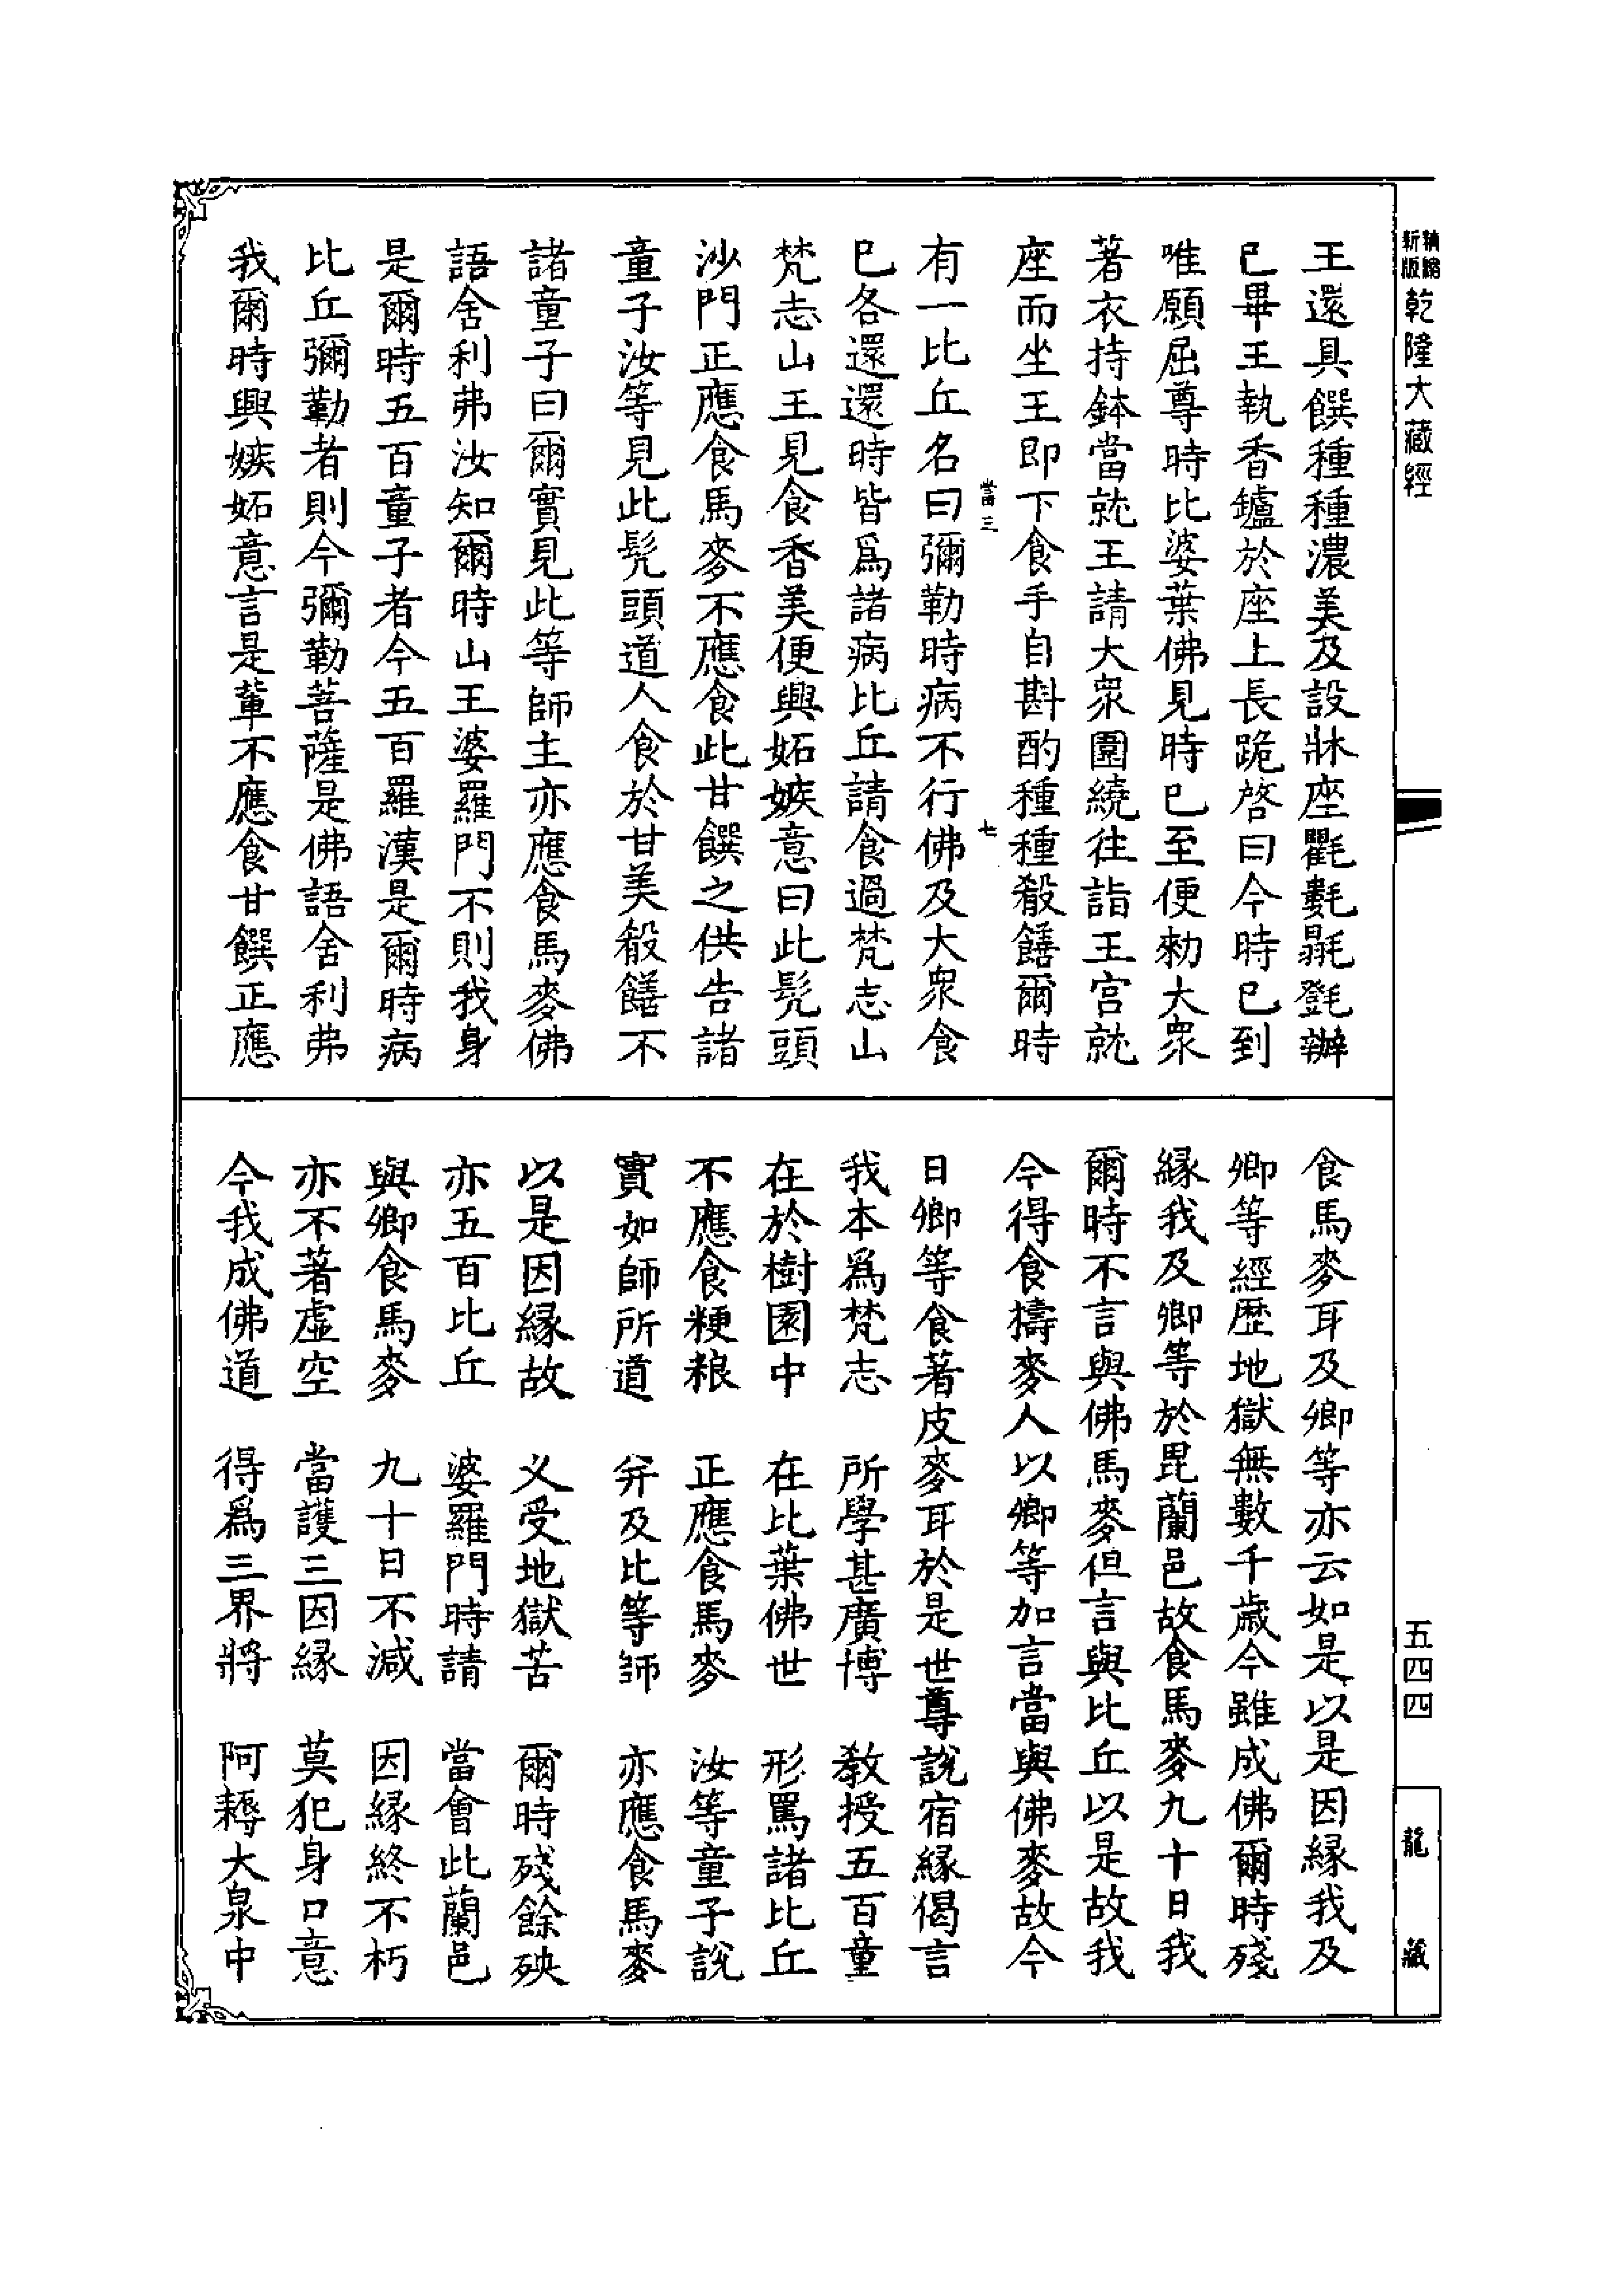 精縮新版乾隆大藏經
五四四
龍藏
王還具饌種種濃美及設牀座氍𣰽毾㲪辦
已畢王執香鑪於座上長跪啓曰今時已到
唯願屈尊時比婆葉佛見時已至便勑大衆
著衣持鉢當就王請大衆圍繞往詣王宫就
座而坐王即下食手自斟酌種種殽饍爾時
當三
七
有一比丘名曰彌勒時病不行佛及大衆食
已各還還時皆爲諸病比丘請食過梵志山
梵志山王見食香美便興妬嫉意曰此髠頭
沙門正應食馬麥不應食此甘饌之供告諸
童子汝等見此髠頭道人食於甘美殽饍不
諸童子曰爾實見此等師主亦應食馬麥佛
語舍利弗汝知爾時山王婆羅門不則我身
是爾時五百童子者今五百羅漢是爾時病
比丘彌勒者則今彌勒菩薩是佛語舍利弗
我爾時興嫉妬意言是輩不應食甘饌正應
食馬麥耳及卿等亦云如是以是因緣我及
卿等經歷地獄無數千歲今雖成佛爾時殘
緣我及卿等於毘蘭邑故食馬麥九十日我
爾時不言與佛馬麥但言與比丘以是故我
今得食擣麥人以卿等加言當與佛麥故今
日卿等食著皮麥耳於是世尊說宿緣偈言
我本爲梵志　所學甚廣博　教授五百童
在於樹園中　在比葉佛世　形罵諸比丘
不應食粳粮　正應食馬麥　汝等童子說
實如師所道　并及比等師　亦應食馬麥
以是因緣故　义受地獄苦　爾時殘餘殃
亦五百比丘　婆羅門時請　當會此蘭邑
與卿食馬麥　九十日不減　因緣終不朽
亦不著虛空　當護三因緣　莫犯身口意
今我成佛道　得爲三界將　阿耨大泉中